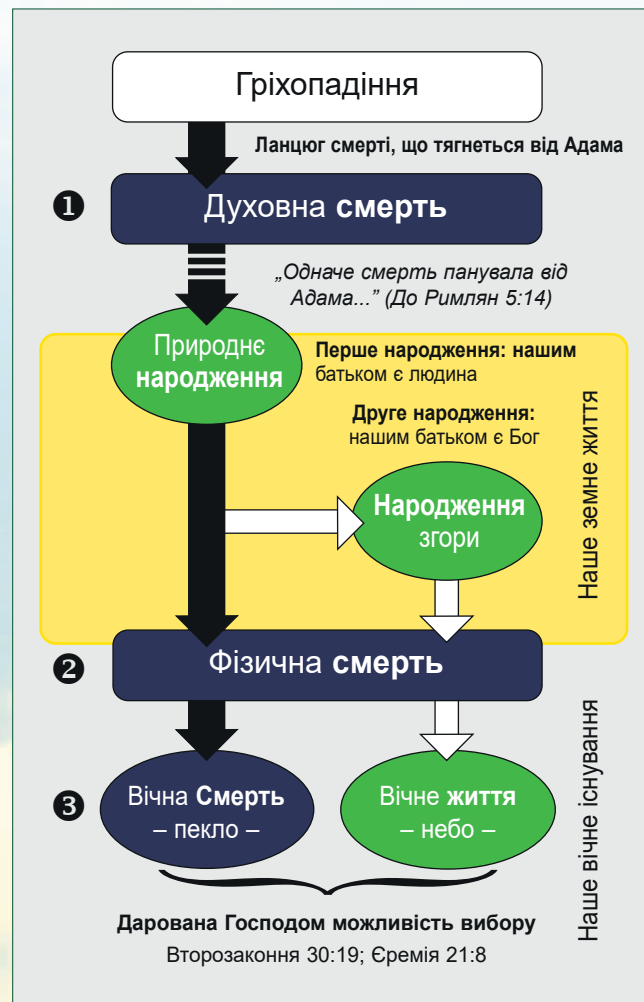 Гріхопадіння
Ланцюг смерті, що тягнеться від Адама
❶
Духовна смерть
„Одначе смерть панувала від
Адама...” (До Римлян 5:14)
Природнє
народження
Перше народження: нашим
батьком є людина
Друге народження:
нашим батьком є Бог
Народження
згори
Наше земне життя
❷
Фізична смерть
❸
Вічна Смерть
– пекло –
Вічне життя
– небо –
Наше вічне існування
Дарована Господом можливість вибору
Второзаконня 30:19; Єремія 21:8